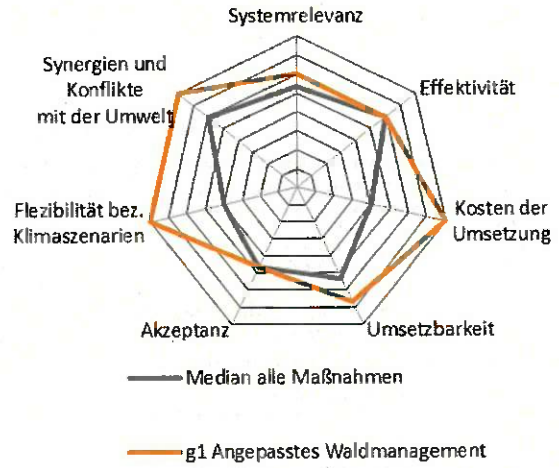 Systemrelevanz
Synergien und
Konflikte
mit der Umwelt
Effektivität
Flezibilität bez.
Klimaszenarien
Kosten der
Umsetzung
Akzeptanz
Umsetzbarkeit
Median alle Maßnahmen
g1 Angepasstes Waldmanagement